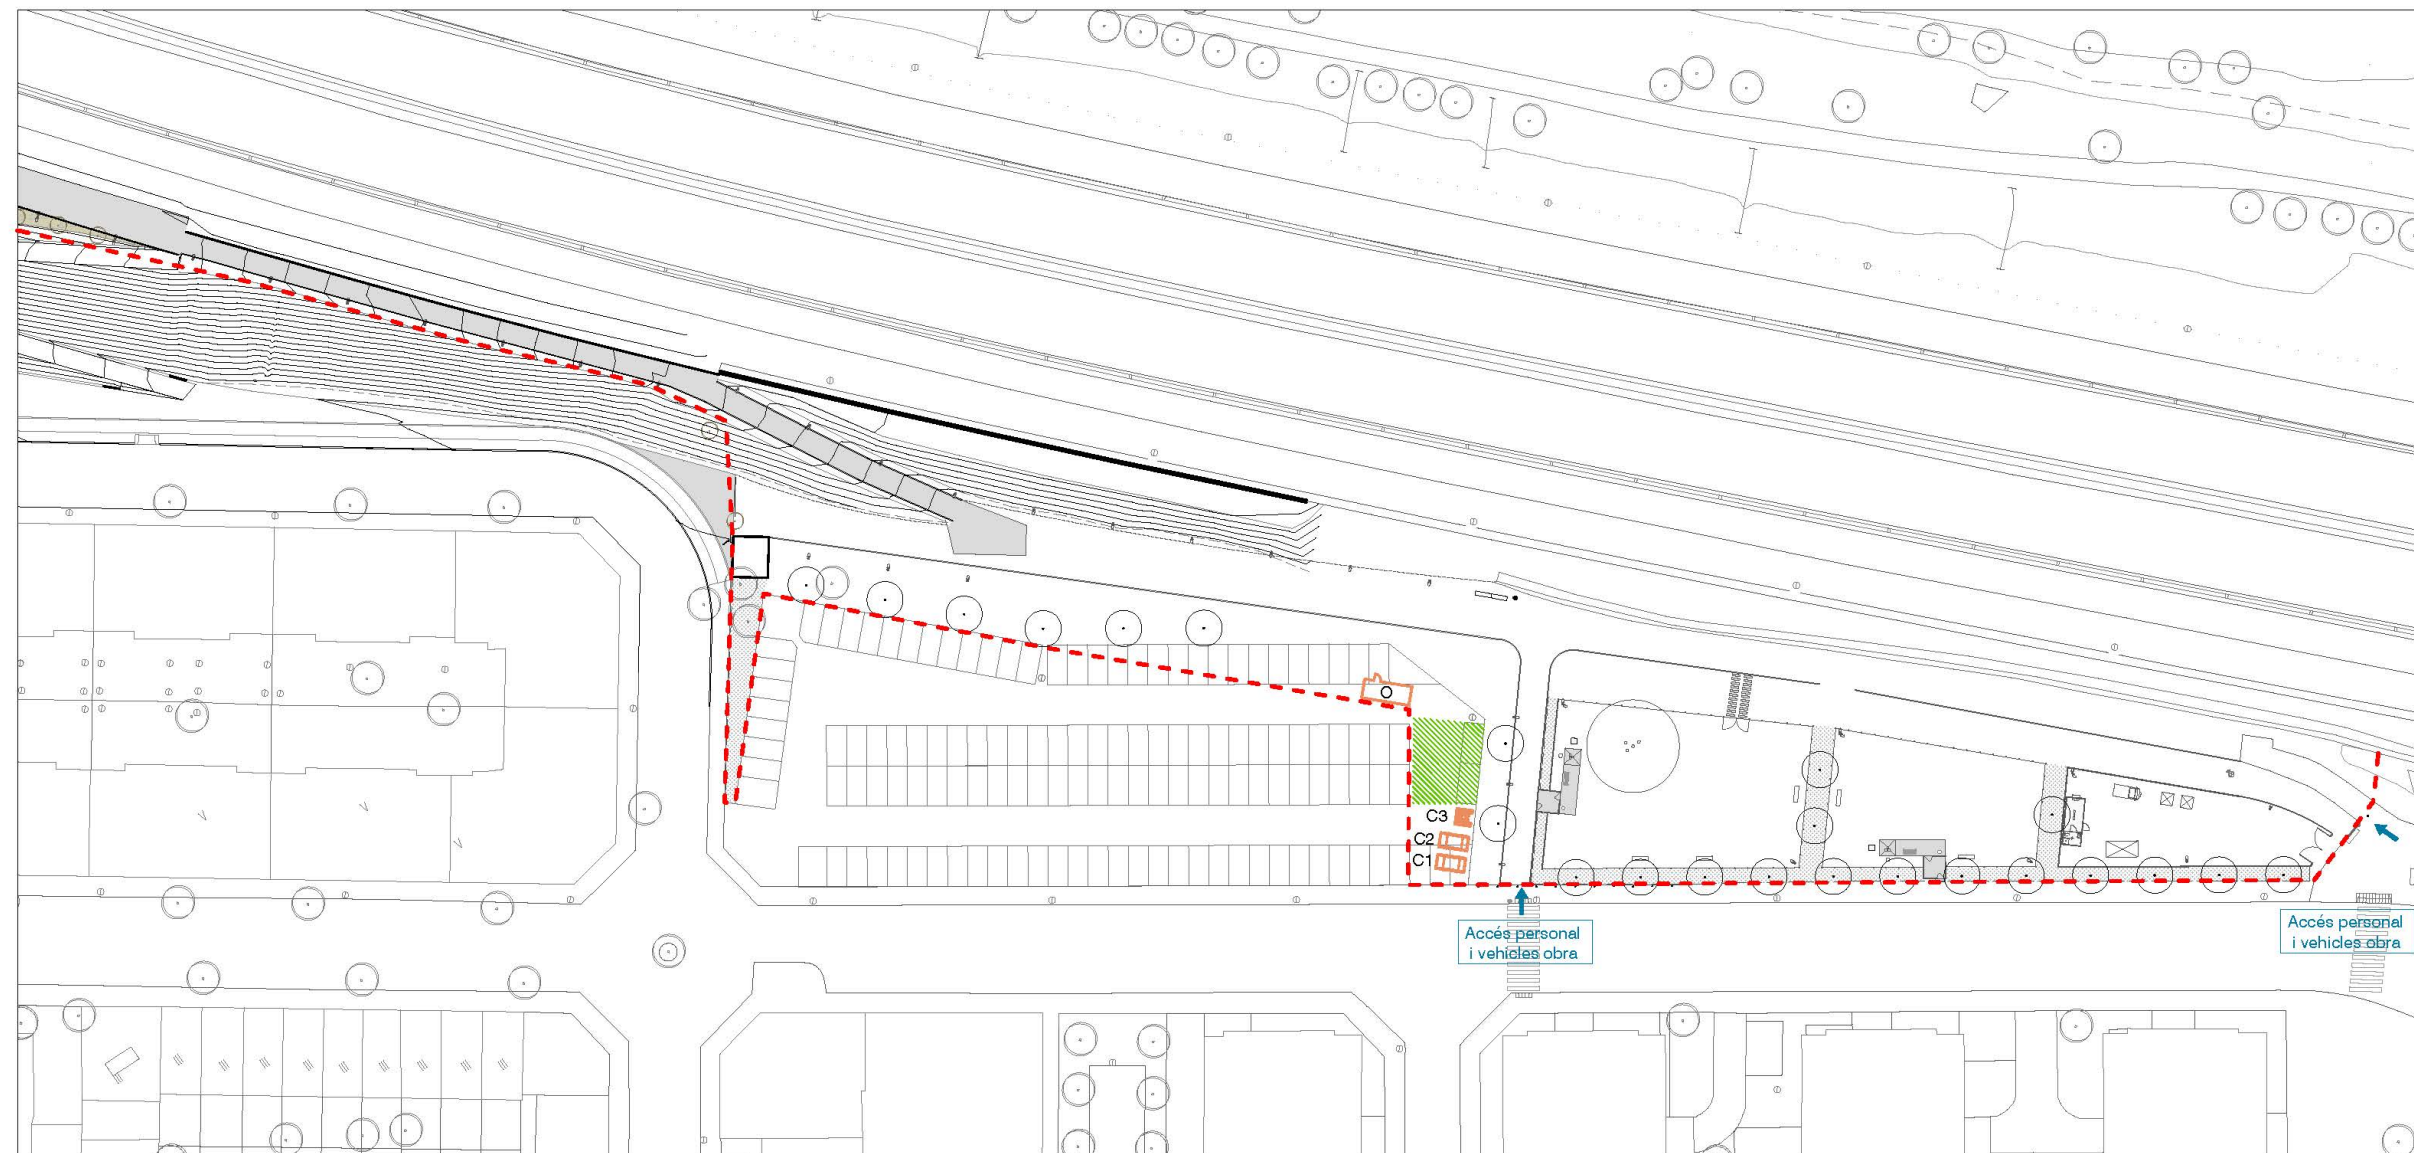 O
C3
C2
C1
Accés personal
i vehicles obra
Accés personal
i vehicles obra